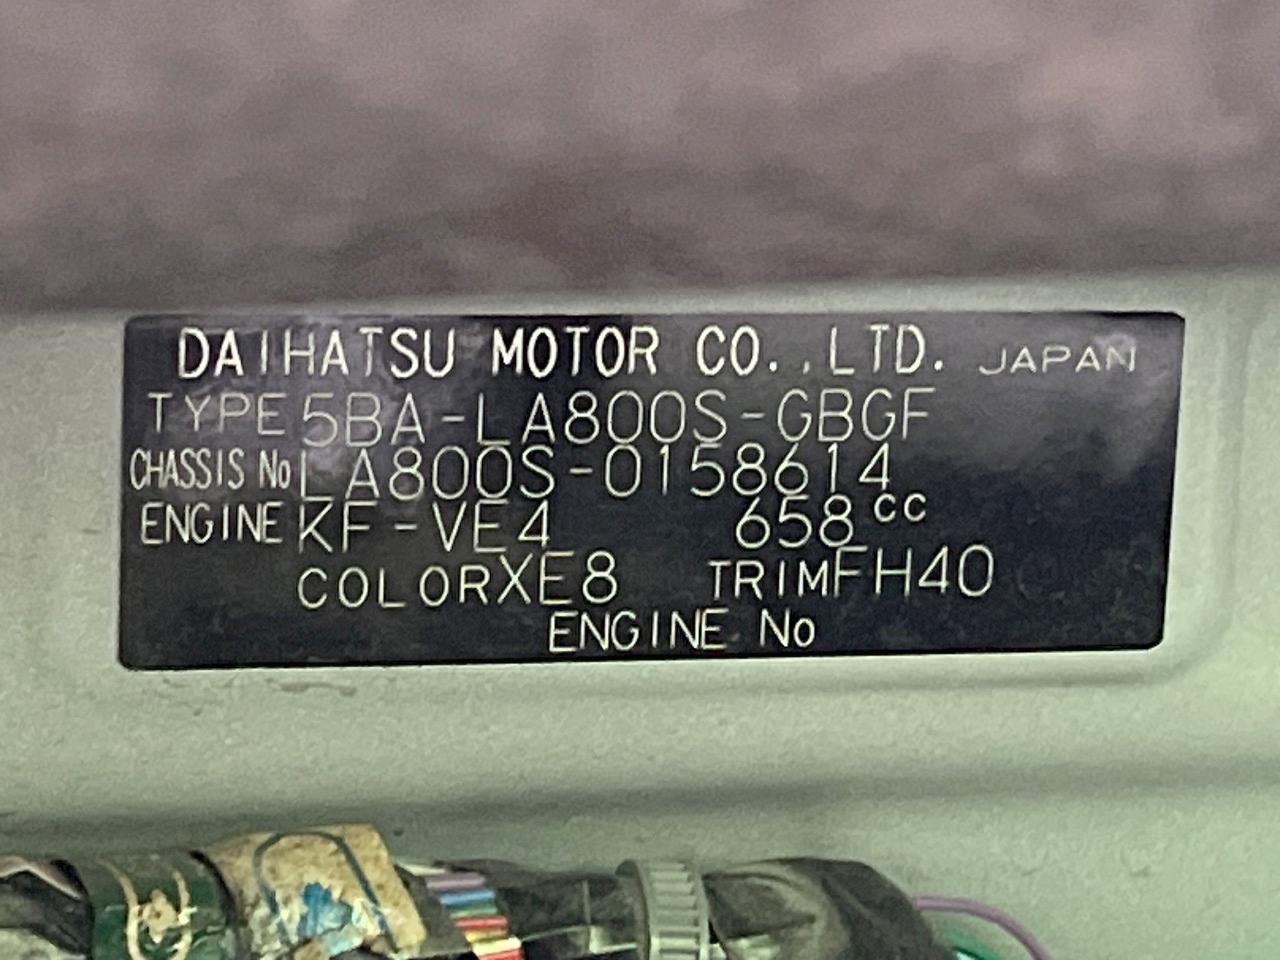 DAIHATSU MOTOR CO.,LTD. JAPAN
TYPE 5BA-LA800S-GBGF
CHASSIS No LA800S-0158614
ENGINE KF-VE4 658cc
COLOR XE8 TRIM FH40
ENGINE No